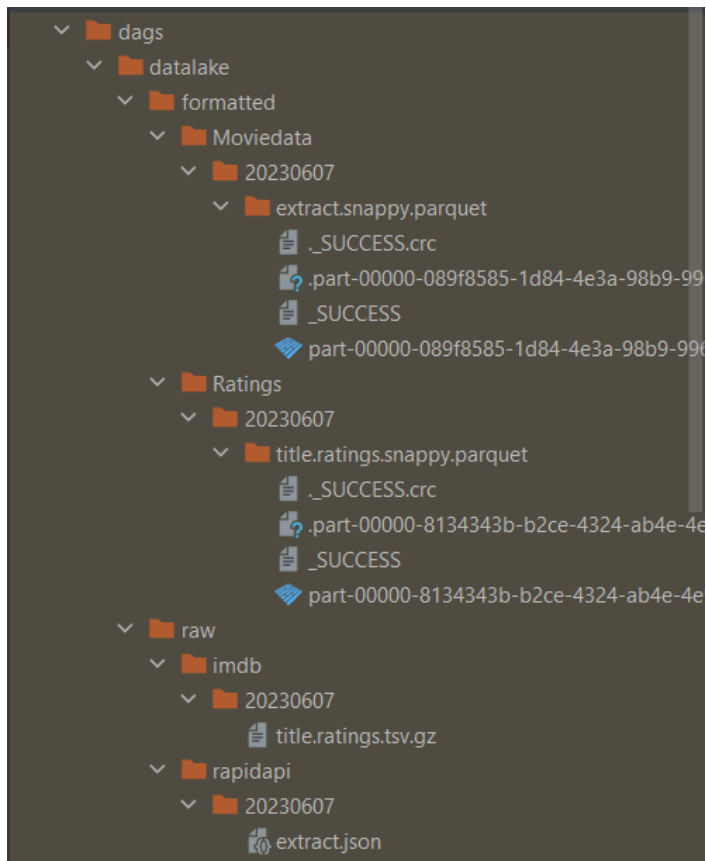 dags
datalake
formatted
Moviedata
20230607
extract.snappy.parquet
._SUCCESS.crc
.part-00000-089f8585-1d84-4e3a-98b9-99
_SUCCESS
part-00000-089f8585-1d84-4e3a-98b9-996
Ratings
20230607
title.ratings.snappy.parquet
._SUCCESS.crc
.part-00000-8134343b-b2ce-4324-ab4e-4e
_SUCCESS
part-00000-8134343b-b2ce-4324-ab4e-4e
raw
imdb
20230607
title.ratings.tsv.gz
rapidapi
20230607
extract.json